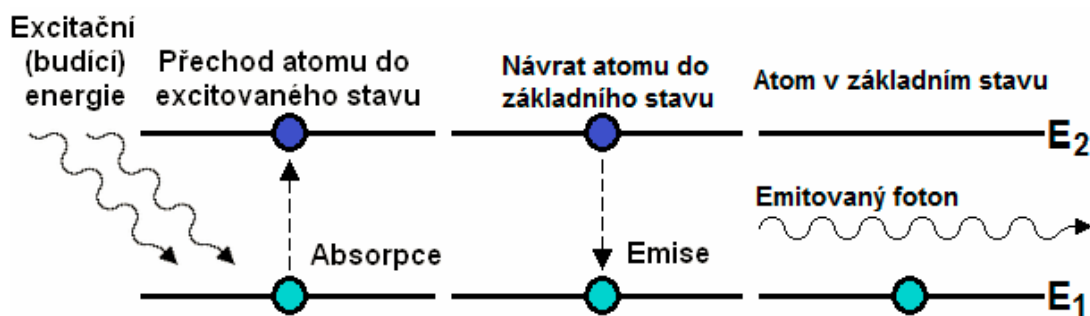 Excitační
(budící)
energie
Přechod atomu do
excitovaného stavu
Návrat atomu do
základního stavu
Atom v základním stavu
E2
Emitovaný foton
Absorpce
Emise
E1